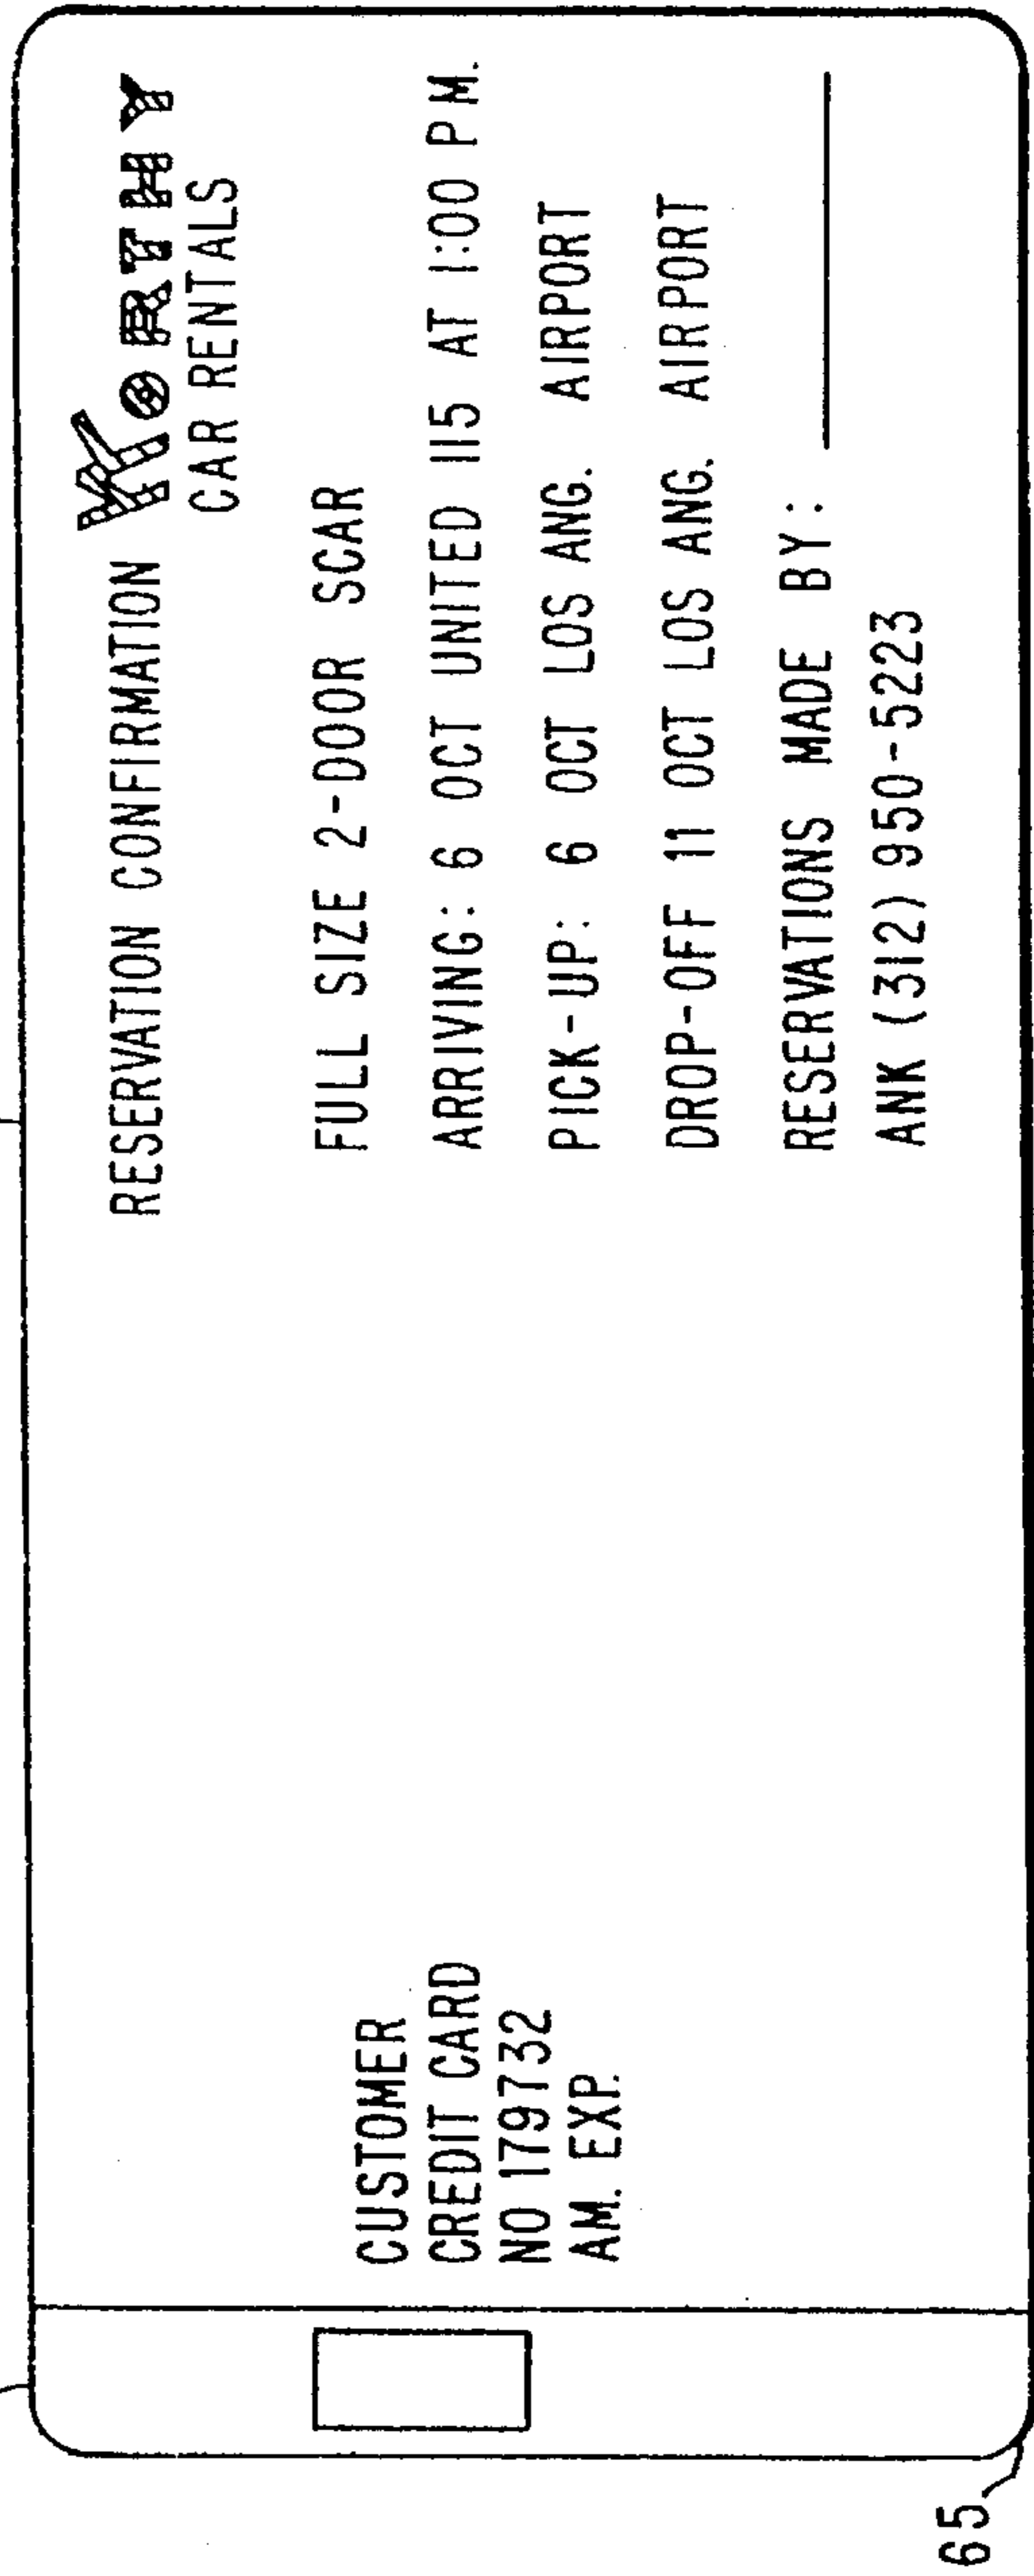 RESERVATION CONFIRMATION KORTHY
CAR RENTALS
FULL SIZE 2-DOOR SCAR
ARRIVING: 6 OCT UNITED 115 AT 1:00 P M.
PICK-UP: 6 OCT LOS ANG. AIRPORT
DROP-OFF 11 OCT LOS ANG. AIRPORT
RESERVATIONS MADE BY:
ANK (312) 950-5223
CUSTOMER
CREDIT CARD
NO 179732
AM. EXP.
65